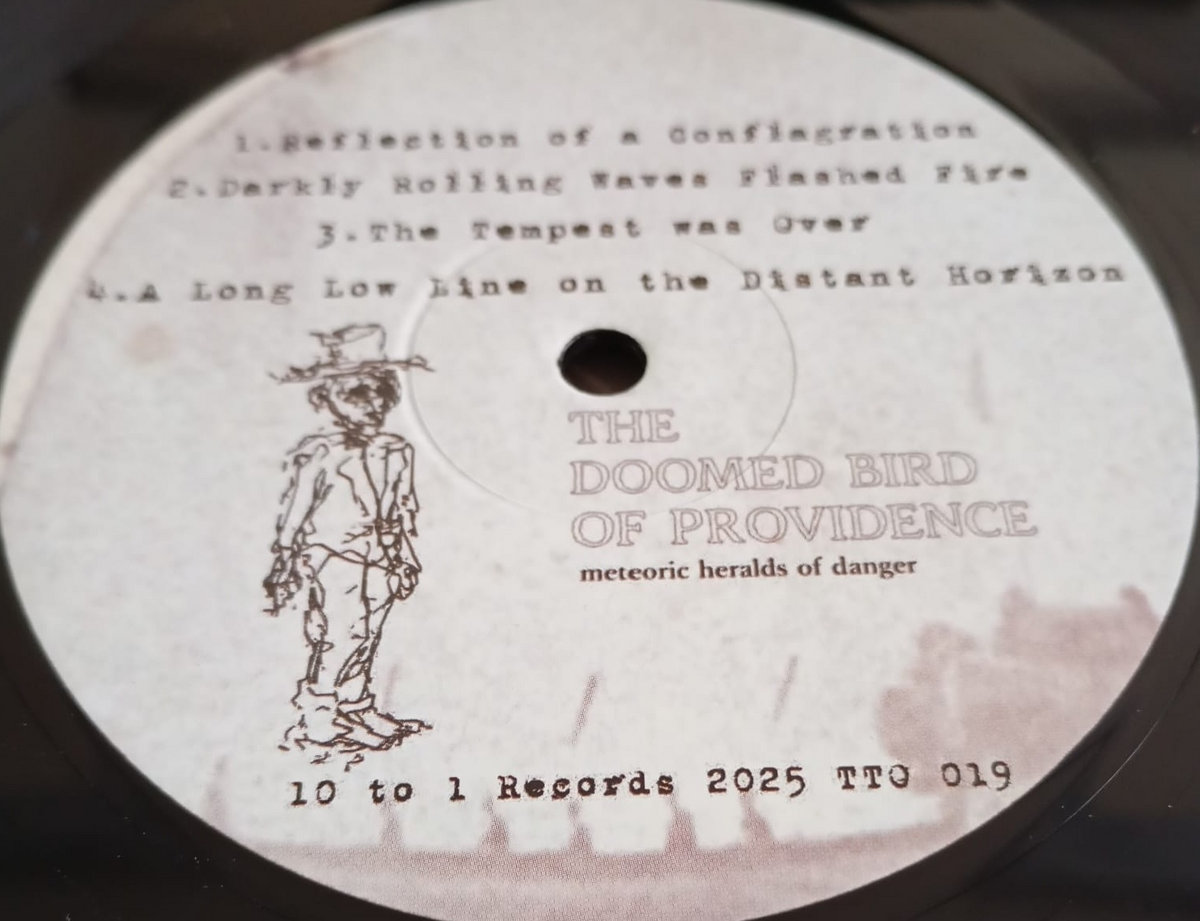 1.Reflection of a Conflagration
2.Darkly Rolling Waves Flashed Fire
3.The Tempest was Over
4.A Long Low Line on the Distant Horizon
THE
DOOMED BIRD
OF PROVIDENCE
meteoric heralds of danger
10 to 1 Records 2025 TTO 019